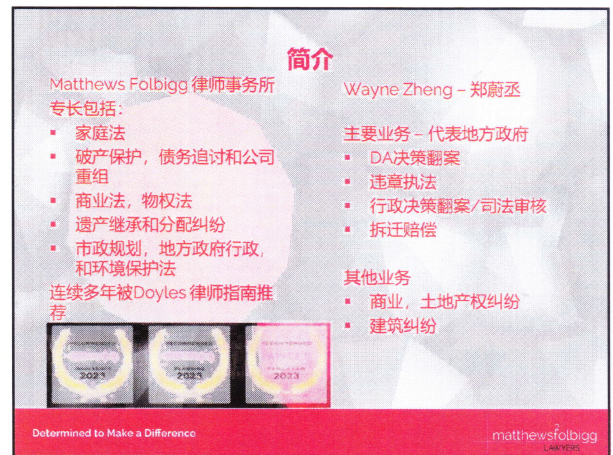 简介
Matthews Folbigg 律师事务所
专长包括：
▪ 家庭法
▪ 破产保护，债务追讨和公司
重组
▪ 商业法，物权法
▪ 遗产继承和分配纠纷
▪ 市政规划，地方政府行政，
和环境保护法
连续多年被Doyles 律师指南推
荐
RECOMMENDED
2023
RECOMMENDED
PLANNING
2023
RECOMMENDED
2023
Wayne Zheng – 郑蔚丞
主要业务 – 代表地方政府
▪ DA决策翻案
▪ 违章执法
▪ 行政决策翻案/司法审核
▪ 拆迁赔偿
其他业务
▪ 商业，土地产权纠纷
▪ 建筑纠纷
Determined to Make a Difference
2
matthewsfolbigg
LAWYERS